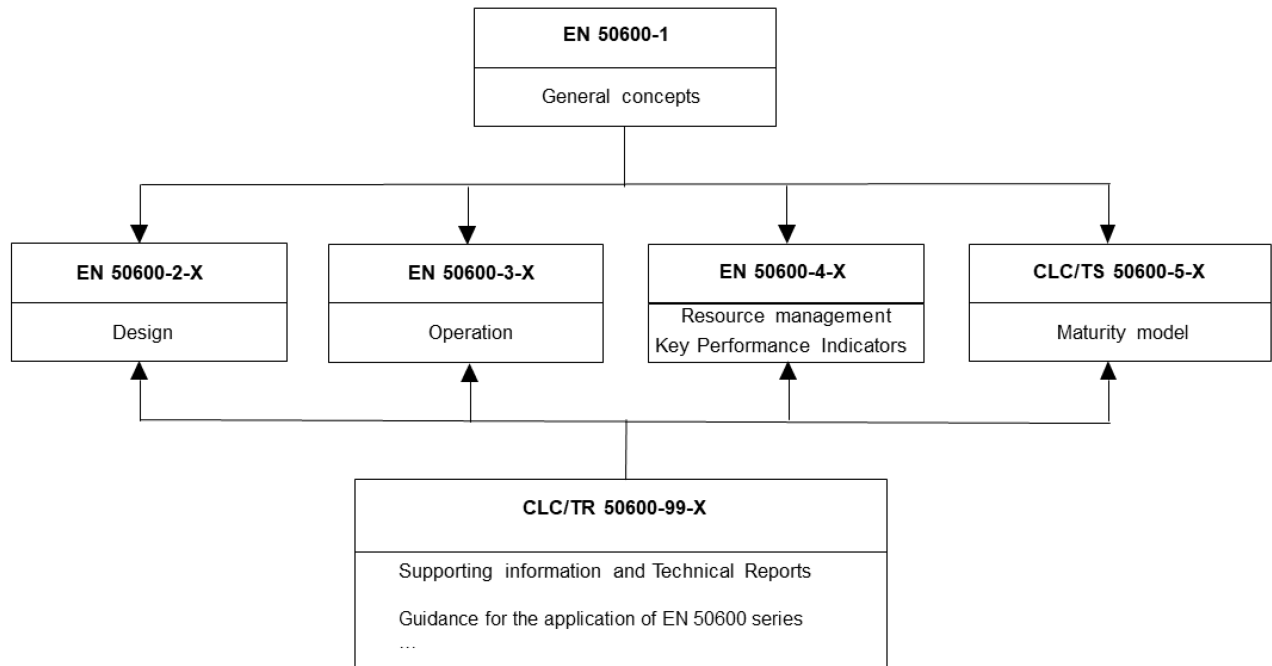 EN 50600-1
General concepts
EN 50600-2-X
Design
EN 50600-3-X
Operation
EN 50600-4-X
Resource management
Key Performance Indicators
CLC/TS 50600-5-X
Maturity model
CLC/TR 50600-99-X
Supporting information and Technical Reports
Guidance for the application of EN 50600 series
...